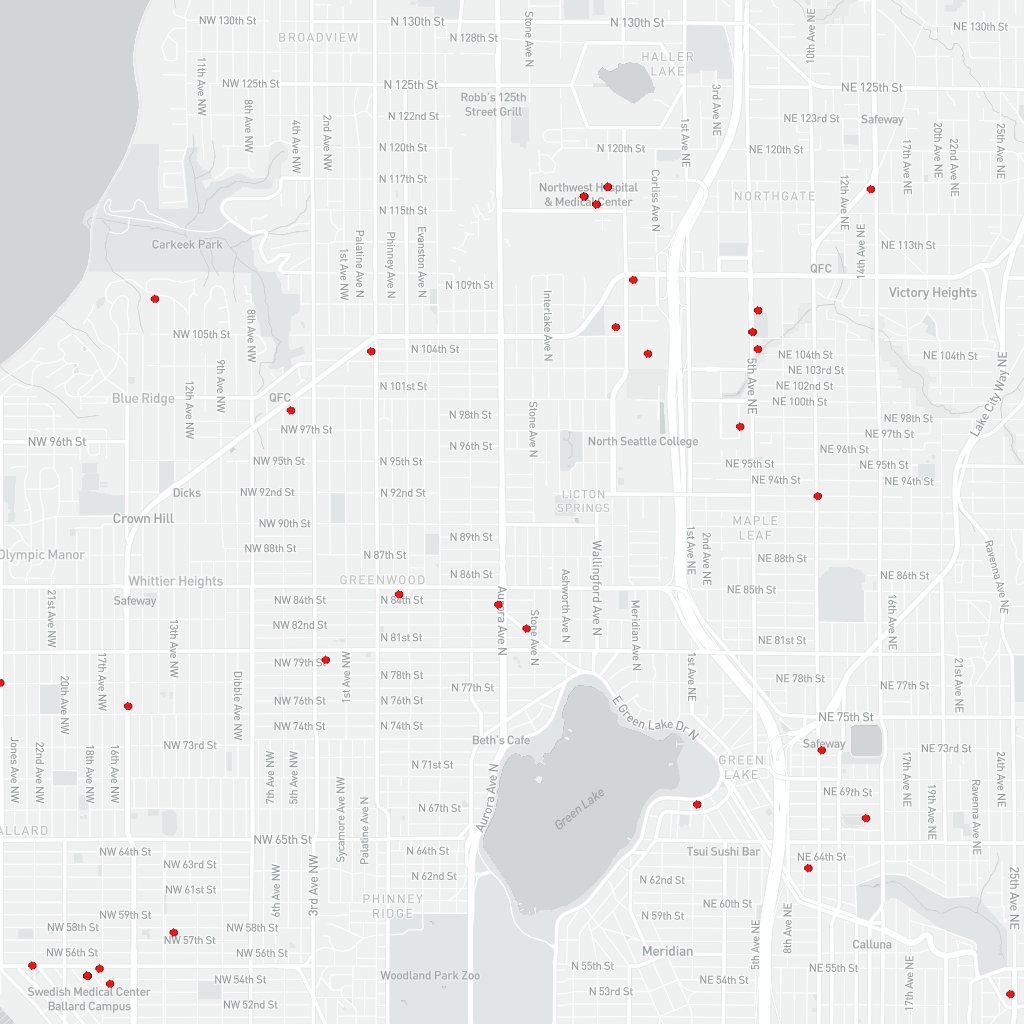 NW 130th St
N 130th St
N 130th St
NE 130th St
BROADVIEW
N 128th St
Stone Ave N
10th Ave NE
HALLER
LAKE
11th Ave NW
NW 125th St
N 125th St
NE 125th St
Robb's 125th
Street Grill
8th Ave NW
4th Ave NW
2nd Ave NW
N 122nd St
3rd Ave NE
1st Ave NE
NE 123rd St
Safeway
17th Ave NE
20th Ave NE
22nd Ave NE
25th Ave NE
N 120th St
N 120th St
NE 120th St
N 117th St
Corliss Ave N
12th Ave NE
Northwest Hospital
& Medical Center
NORTHGATE
N 115th St
Carkeek Park
1st Ave NW
Palatine Ave N
Phinney Ave N
Evanston Ave N
14th Ave NE
NE 113th St
QFC
N 109th St
Interlake Ave N
Victory Heights
NW 105th St
8th Ave NW
N 104th St
NE 104th St
NE 104th St
NE 103rd St
NE 102nd St
NE 100th St
5th Ave NE
Lake City Way NE
9th Ave NW
12th Ave NW
N 101st St
Blue Ridge
QFC
N 98th St
Stone Ave N
NE 98th St
NW 97th St
NE 97th St
NW 96th St
N 96th St
North Seattle College
NE 96th St
NW 95th St
N 95th St
NE 95th St
NE 95th St
NE 94th St
NE 94th St
Dicks
NW 92nd St
N 92nd St
LICTON
SPRINGS
Crown Hill
NW 90th St
MAPLE
LEAF
N 89th St
NW 88th St
N 87th St
1st Ave NE
2nd Ave NE
Wallingford Ave N
Olympic Manor
NE 88th St
Ravenna Ave NE
Whittier Heights
GREENWOOD
N 86th St
Ashworth Ave N
NE 86th St
NE 85th St
Safeway
NW 84th St
N 84th St
21st Ave NW
Aurora Ave N
Stone Ave N
Meridian Ave N
16th Ave NE
13th Ave NW
NW 82nd St
N 81st St
NE 81st St
17th Ave NW
NW 79th St
1st Ave NW
N 78th St
1st Ave NE
NE 78th St
21st Ave NE
20th Ave NW
Dibble Ave NW
N 77th St
NE 77th St
NW 76th St
N 76th St
E Green Lake Dr N
NW 74th St
N 74th St
NE 75th St
Jones Ave NW
22nd Ave NW
18th Ave NW
16th Ave NW
NW 73rd St
Beth's Cafe
Safeway
NE 73rd St
7th Ave NW
5th Ave NW
N 71st St
GREEN
LAKE
17th Ave NE
24th Ave NE
Sycamore Ave NW
Palatine Ave N
Aurora Ave N
Green Lake
NE 69th St
19th Ave NE
Ravenna Ave NE
N 67th St
ALLARD
NW 65th St
NW 64th St
N 64th St
Tsui Sushi Bar
NE 64th St
NW 63rd St
6th Ave NW
3rd Ave NW
N 62nd St
N 62nd St
25th Ave NE
NW 61st St
PHINNEY
RIDGE
NE 60th St
5th Ave NE
8th Ave NE
NW 59th St
N 59th St
NW 58th St
NW 58th St
NW 57th St
Calluna
NW 56th St
NW 56th St
Meridian
17th Ave NE
N 55th St
NE 55th St
Woodland Park Zoo
NW 54th St
NE 54th St
Swedish Medical Center
Ballard Campus
N 53rd St
NW 52nd St